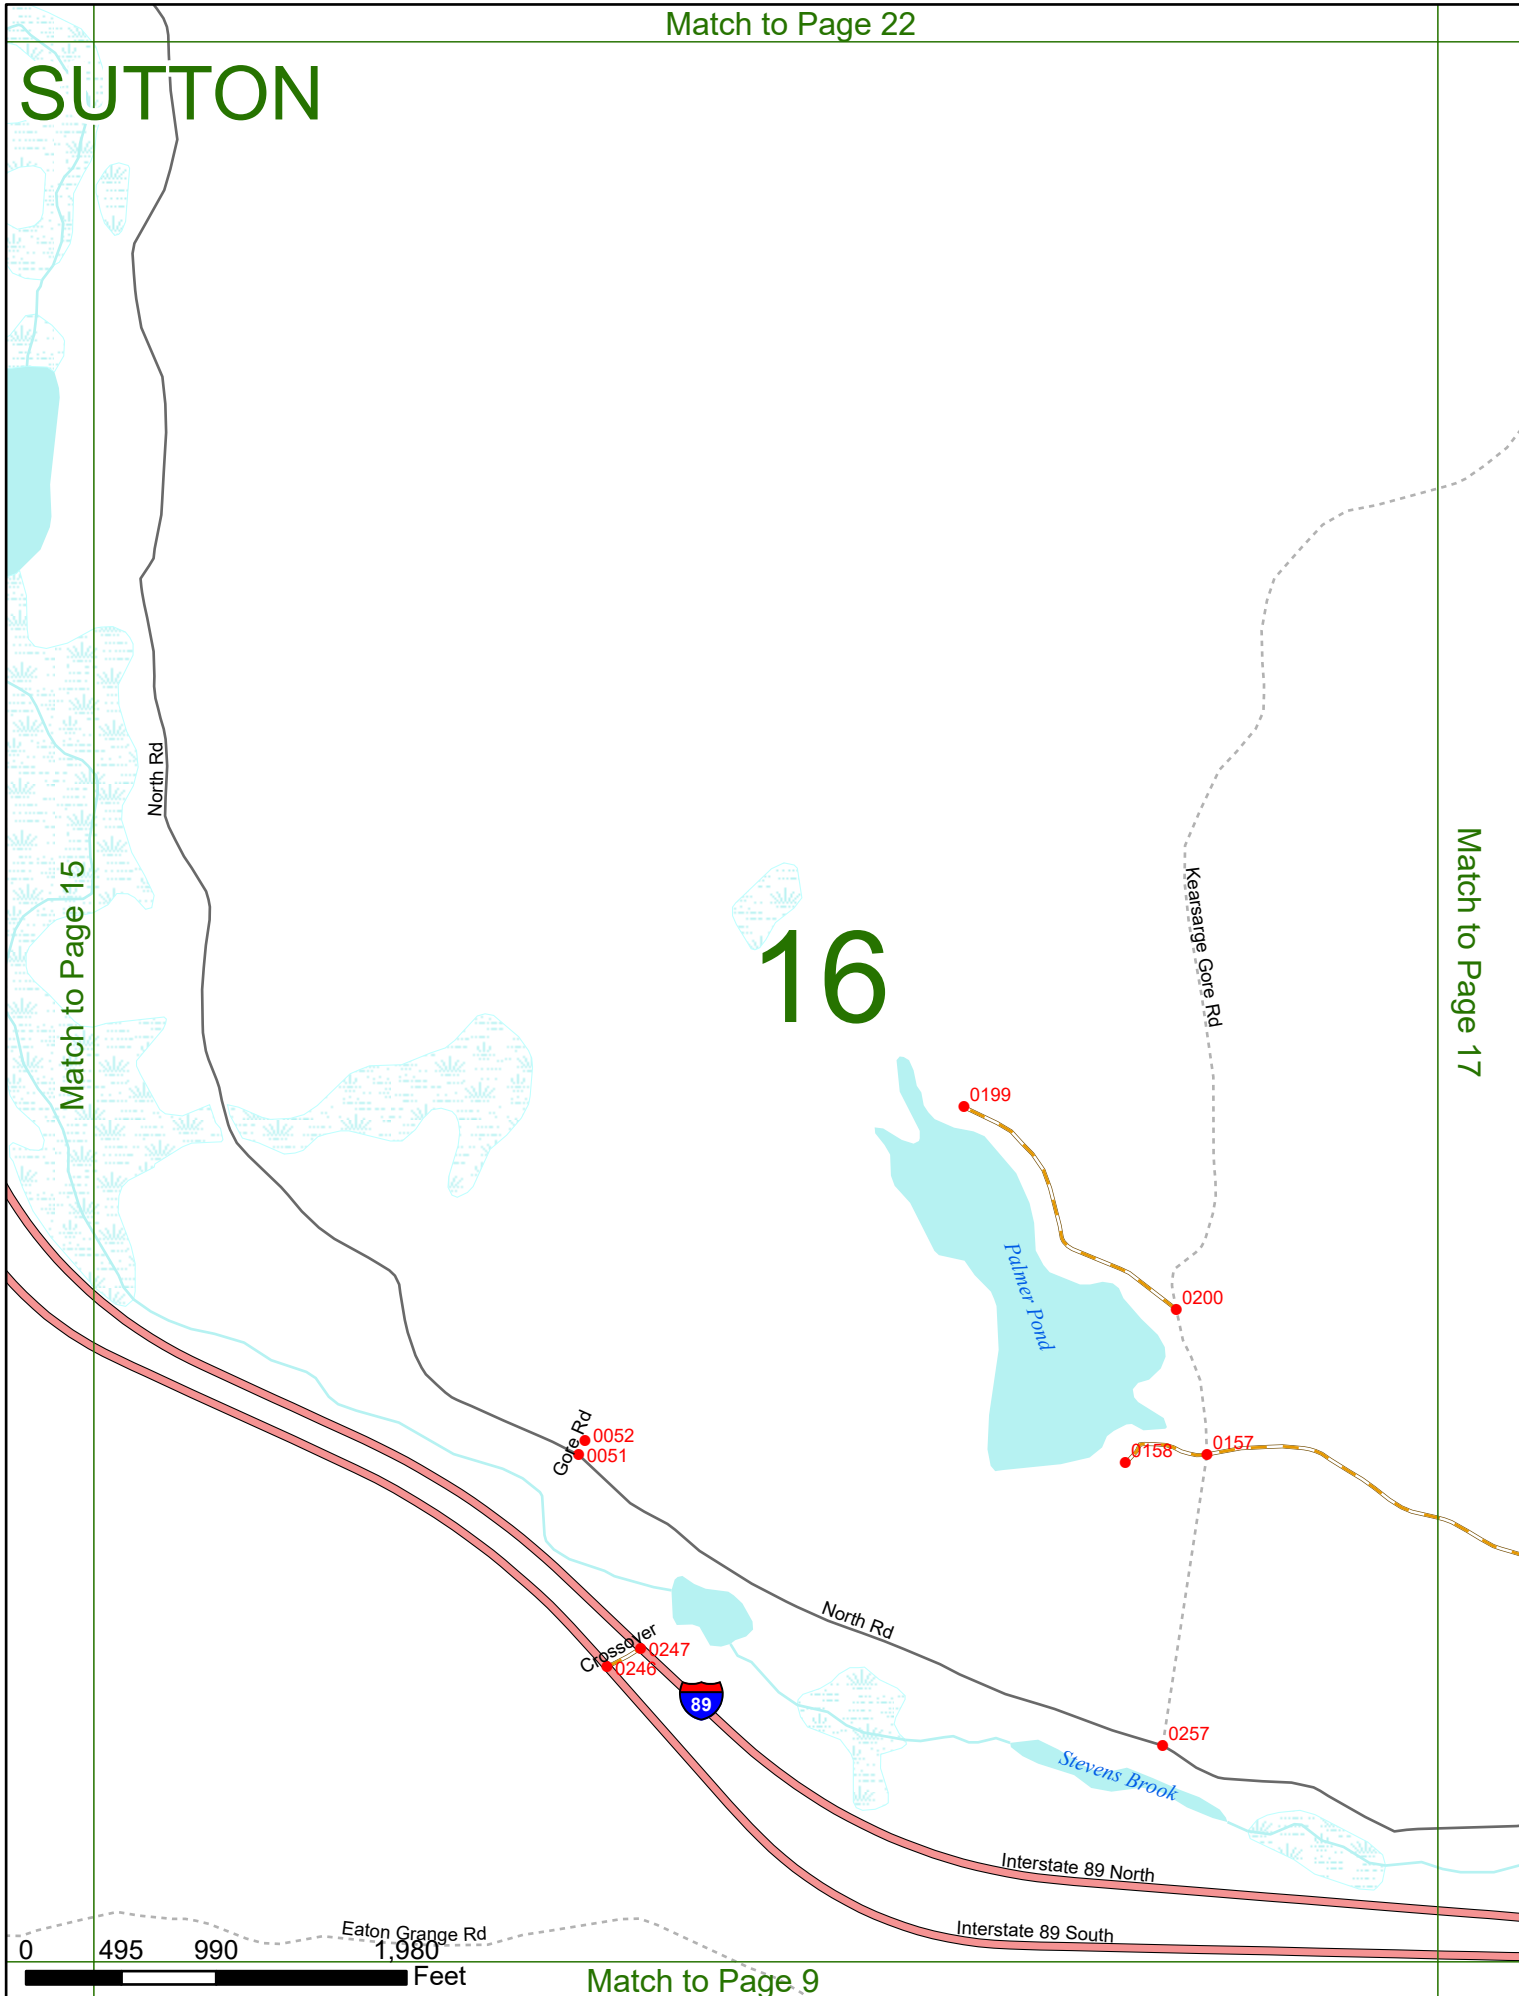 Match to Page 22
SUTTON
North Rd
Match to Page 15
Match to Page 17
16
Kearsarge Gore Rd
0199
Palmer Pond
0200
Gore Rd
0052
0051
0158
0157
North Rd
Crossover
0247
0246
89
0257
Stevens Brook
Interstate 89 North
Interstate 89 South
Eaton Grange Rd
0 495 990 1,980
Feet
Match to Page 9